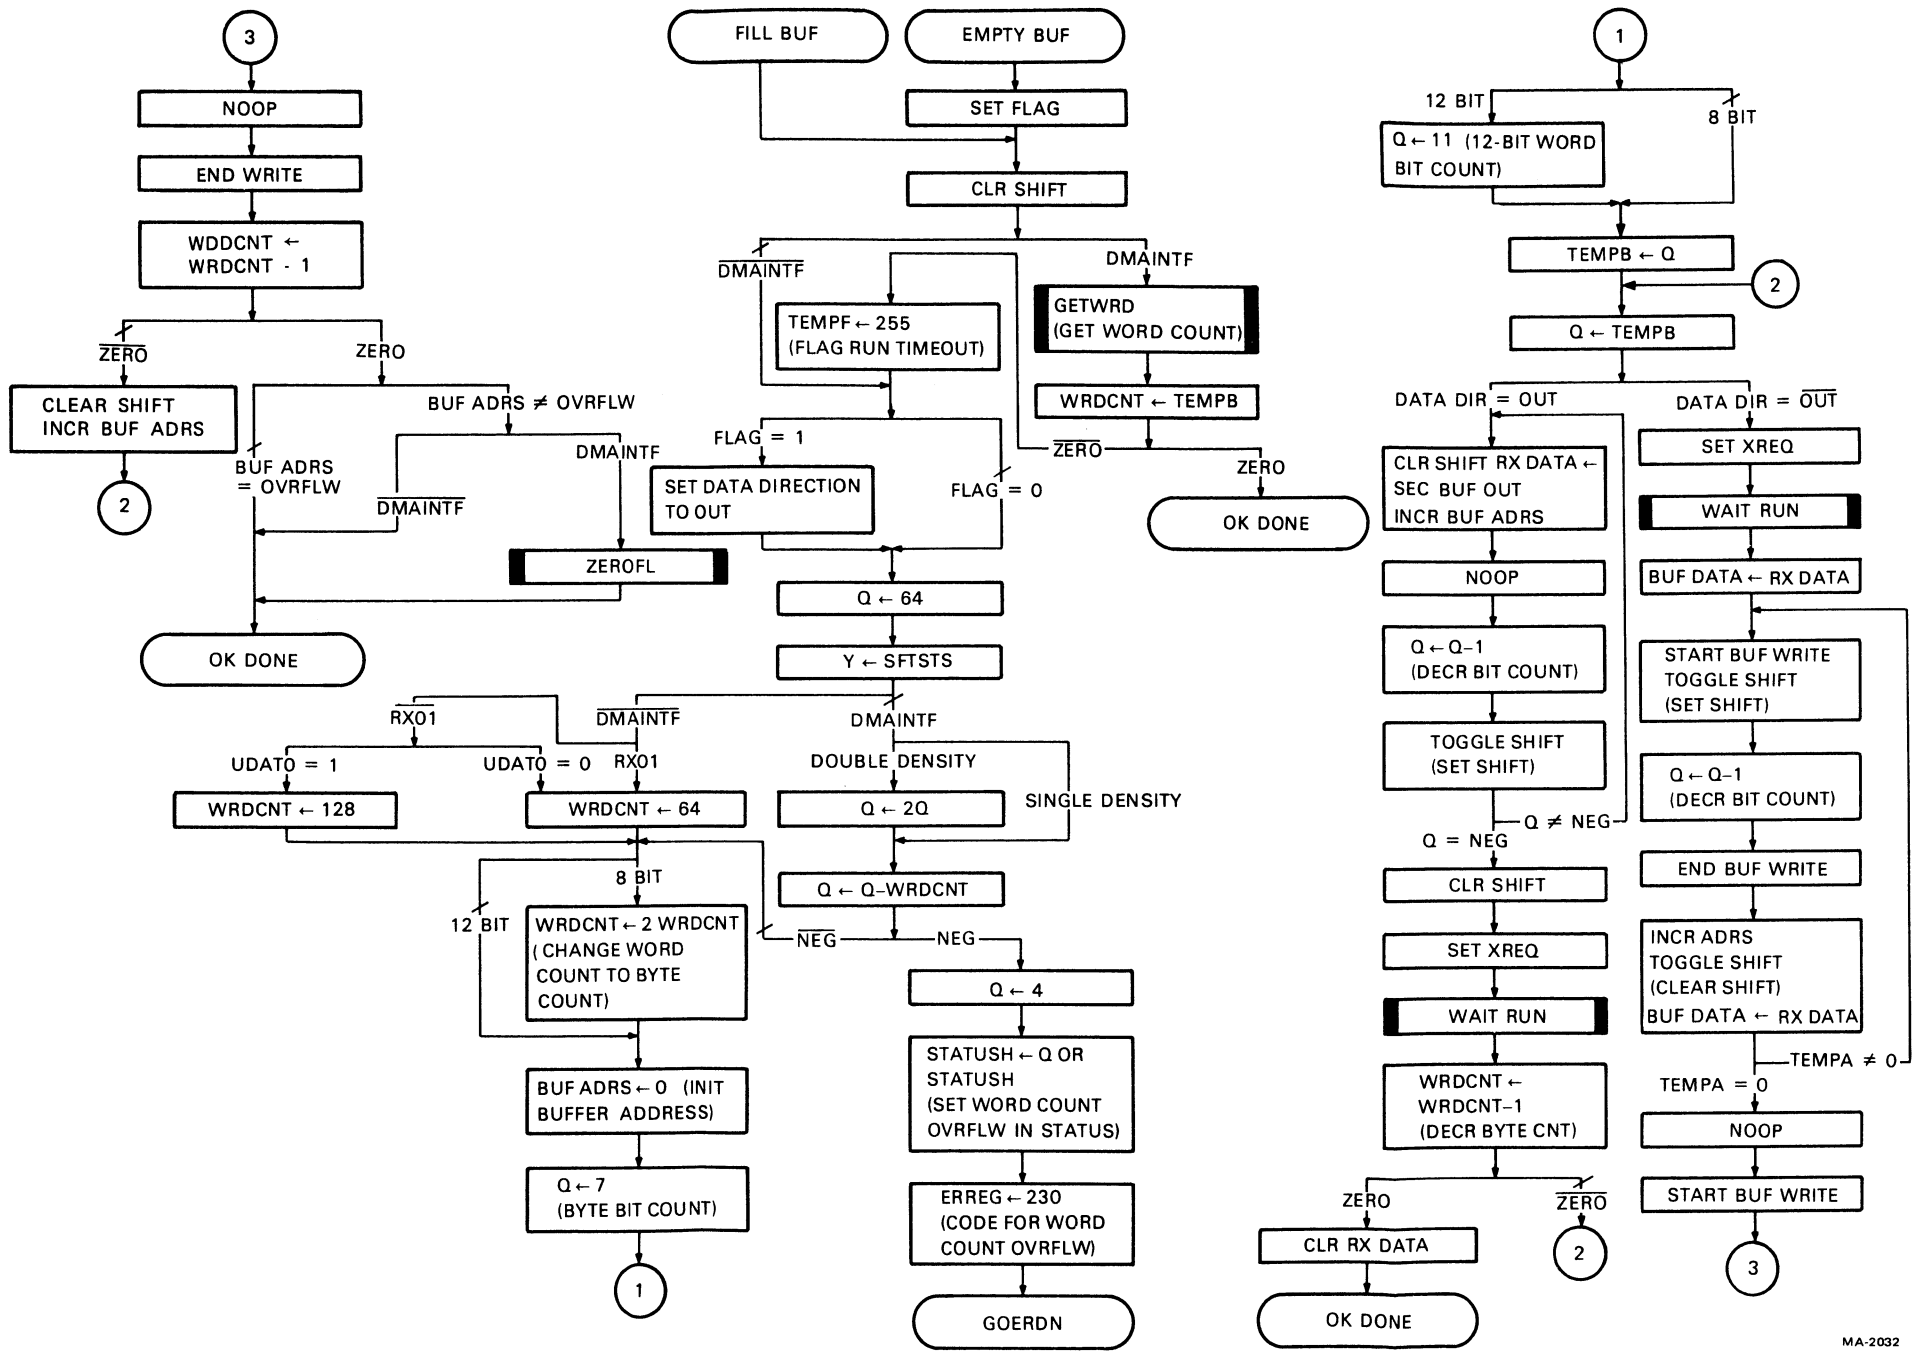 3
NOOP
END WRITE
WDDCNT ←
WRDCNT - 1
Z̅E̅R̅O̅
ZERO
CLEAR SHIFT
INCR BUF ADRS
2
BUF ADRS ≠ OVRFLW
BUF ADRS
= OVRFLW
D̅M̅A̅I̅N̅T̅F̅
DMAINTF
ZEROFL
OK DONE
FILL BUF
EMPTY BUF
SET FLAG
CLR SHIFT
D̅M̅A̅I̅N̅T̅F̅
DMAINTF
GETWRD
(GET WORD COUNT)
TEMPF ← 255
(FLAG RUN TIMEOUT)
WRDCNT ← TEMPB
Z̅E̅R̅O̅
ZERO
OK DONE
FLAG = 1
FLAG = 0
SET DATA DIRECTION
TO OUT
Q ← 64
Y ← SFTSTS
R̅X̅0̅1̅
D̅M̅A̅I̅N̅T̅F̅
DMAINTF
UDAT0 = 1
UDAT0 = 0
RX01
DOUBLE DENSITY
SINGLE DENSITY
WRDCNT ← 128
WRDCNT ← 64
Q ← 2Q
8 BIT
12 BIT
Q ← Q–WRDCNT
WRDCNT ← 2 WRDCNT
( CHANGE WORD
COUNT TO BYTE
COUNT)
N̅E̅G̅
NEG
BUF ADRS ← 0 (INIT
BUFFER ADDRESS)
Q ← 7
(BYTE BIT COUNT)
1
Q ← 4
STATUSH ← Q OR
STATUSH
(SET WORD COUNT
OVRFLW IN STATUS)
ERREG ← 230
(CODE FOR WORD
COUNT OVRFLW)
GOERDN
1
12 BIT
8 BIT
Q ← 11 (12-BIT WORD
BIT COUNT)
TEMPB ← Q
2
Q ← TEMPB
DATA DIR = OUT
DATA DIR = O̅U̅T̅
CLR SHIFT RX DATA ←
SEC BUF OUT
INCR BUF ADRS
NOOP
Q ← Q–1
(DECR BIT COUNT)
TOGGLE SHIFT
(SET SHIFT)
Q ≠ NEG
Q = NEG
CLR SHIFT
SET XREQ
WAIT RUN
WRDCNT ←
WRDCNT–1
(DECR BYTE CNT)
ZERO
Z̅E̅R̅O̅
CLR RX DATA
2
OK DONE
SET XREQ
WAIT RUN
BUF DATA ← RX DATA
START BUF WRITE
TOGGLE SHIFT
(SET SHIFT)
Q ← Q–1
(DECR BIT COUNT)
END BUF WRITE
INCR ADRS
TOGGLE SHIFT
(CLEAR SHIFT)
BUF DATA ← RX DATA
TEMPA ≠ 0
TEMPA = 0
NOOP
START BUF WRITE
3
MA-2032